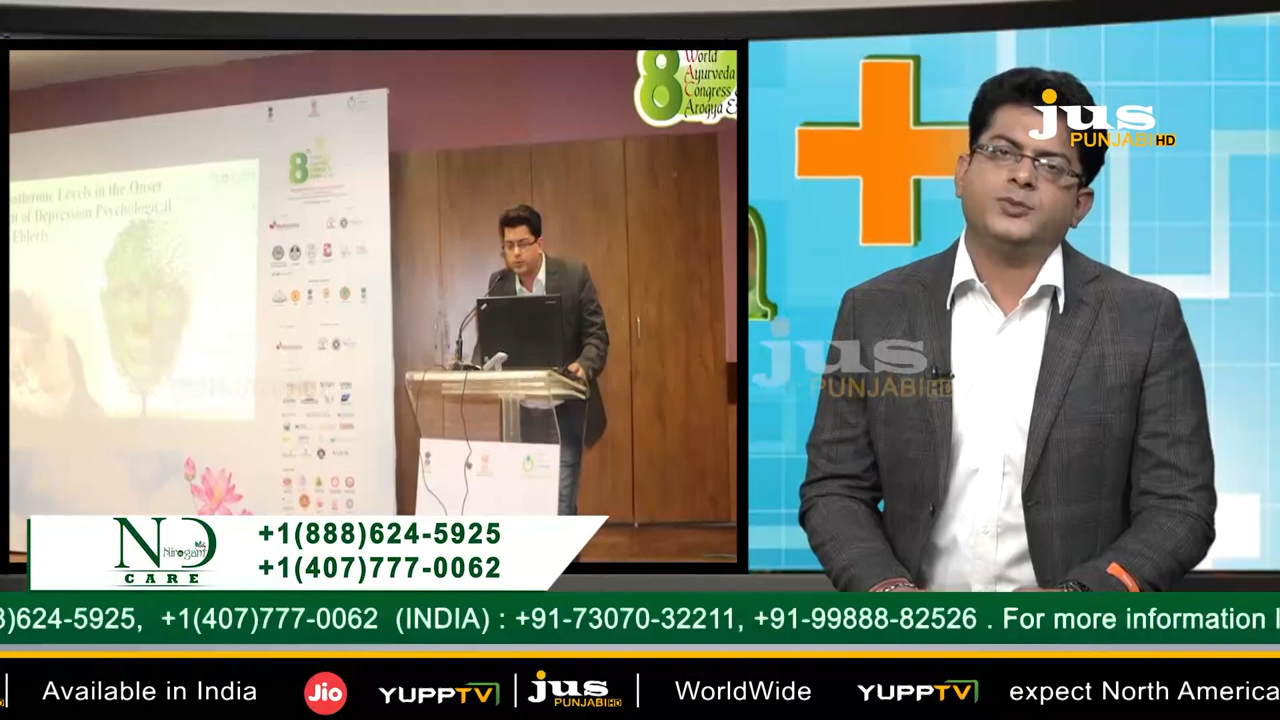 World
Ayurveda
Congress &
Arogya Ex
8
8
Levels in the Onset
of Depression Psychological
Elderly
jus
PUNJABI HD
jus
PUNJABI HD
ND
Nirogam
CARE
+1(888)624-5925
+1(407)777-0062
8)624-5925, +1(407)777-0062 (INDIA) : +91-73070-32211, +91-99888-82526 . For more information l
Available in India Jio YUPPTV jus PUNJABI HD WorldWide YUPPTV expect North America